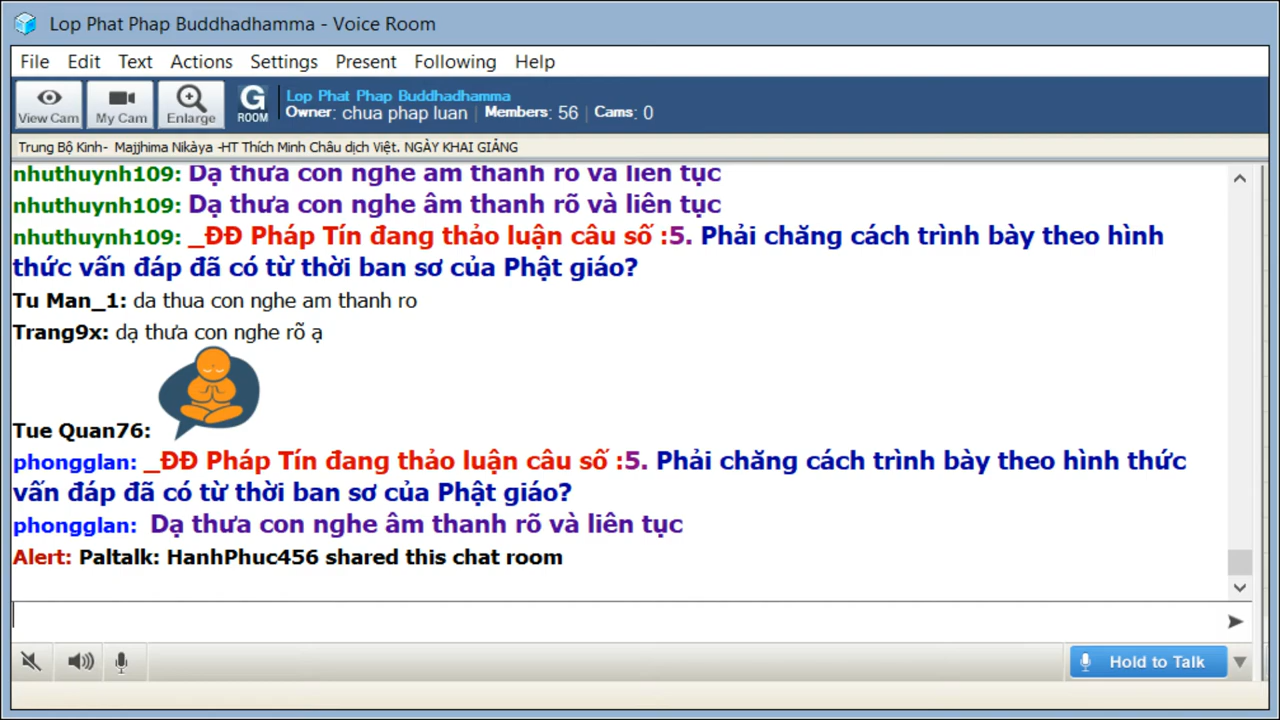 Lop Phat Phap Buddhadhamma - Voice Room
File Edit Text Actions Settings Present Following Help
View Cam My Cam Enlarge G ROOM Lop Phat Phap Buddhadhamma
Owner: chua phap luan | Members: 56 | Cams: 0
Trung Bộ Kinh- Majjhima Nikàya -HT Thích Minh Châu dịch Việt. NGÀY KHAI GIẢNG
nhuthuynh109: Dạ thưa con nghe âm thanh rõ và liên tục
nhuthuynh109: Dạ thưa con nghe âm thanh rõ và liên tục
nhuthuynh109: _ĐĐ Pháp Tín đang thảo luận câu số :5. Phải chăng cách trình bày theo hình
thức vấn đáp đã có từ thời ban sơ của Phật giáo?
Tu Man_1: da thua con nghe am thanh ro
Trang9x: dạ thưa con nghe rõ ạ
Tue Quan76:
phongglan: _ĐĐ Pháp Tín đang thảo luận câu số :5. Phải chăng cách trình bày theo hình thức
vấn đáp đã có từ thời ban sơ của Phật giáo?
phongglan: Dạ thưa con nghe âm thanh rõ và liên tục
Alert: Paltalk: HanhPhuc456 shared this chat room
Hold to Talk